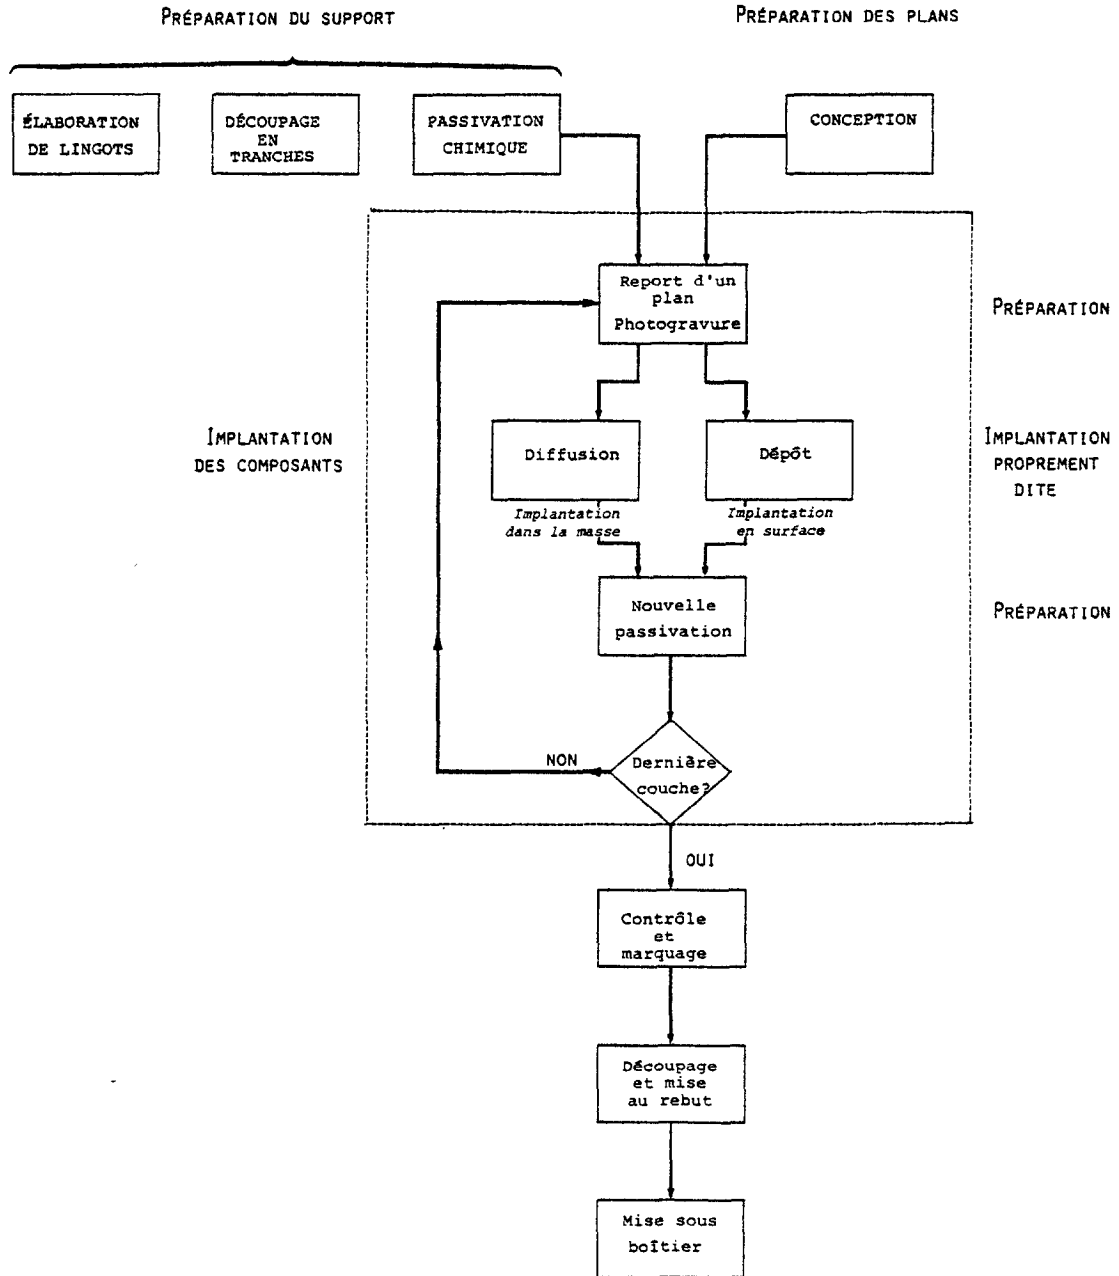 PRÉPARATION DU SUPPORT
PRÉPARATION DES PLANS
ÉLABORATION
DE LINGOTS
DÉCOUPAGE
EN
TRANCHES
PASSIVATION
CHIMIQUE
CONCEPTION
Report d'un
plan
Photogravure
PRÉPARATION
IMPLANTATION
DES COMPOSANTS
Diffusion
Dépôt
IMPLANTATION
PROPREMENT
DITE
Implantation
dans la masse
Implantation
en surface
Nouvelle
passivation
PRÉPARATION
NON
Dernière
couche?
OUI
Contrôle
et
marquage
Découpage
et mise
au rebut
Mise sous
boîtier